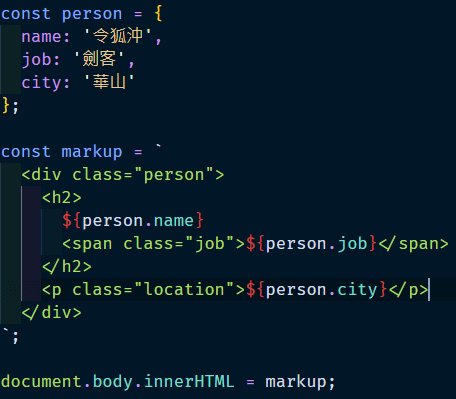 const person = {
  name: '令狐沖',
  job: '劍客',
  city: '華山'
};

const markup = `
  <div class="person">
    <h2>
      ${person.name}
      <span class="job">${person.job}</span>
    </h2>
    <p class="location">${person.city}</p>
  </div>
`;

document.body.innerHTML = markup;